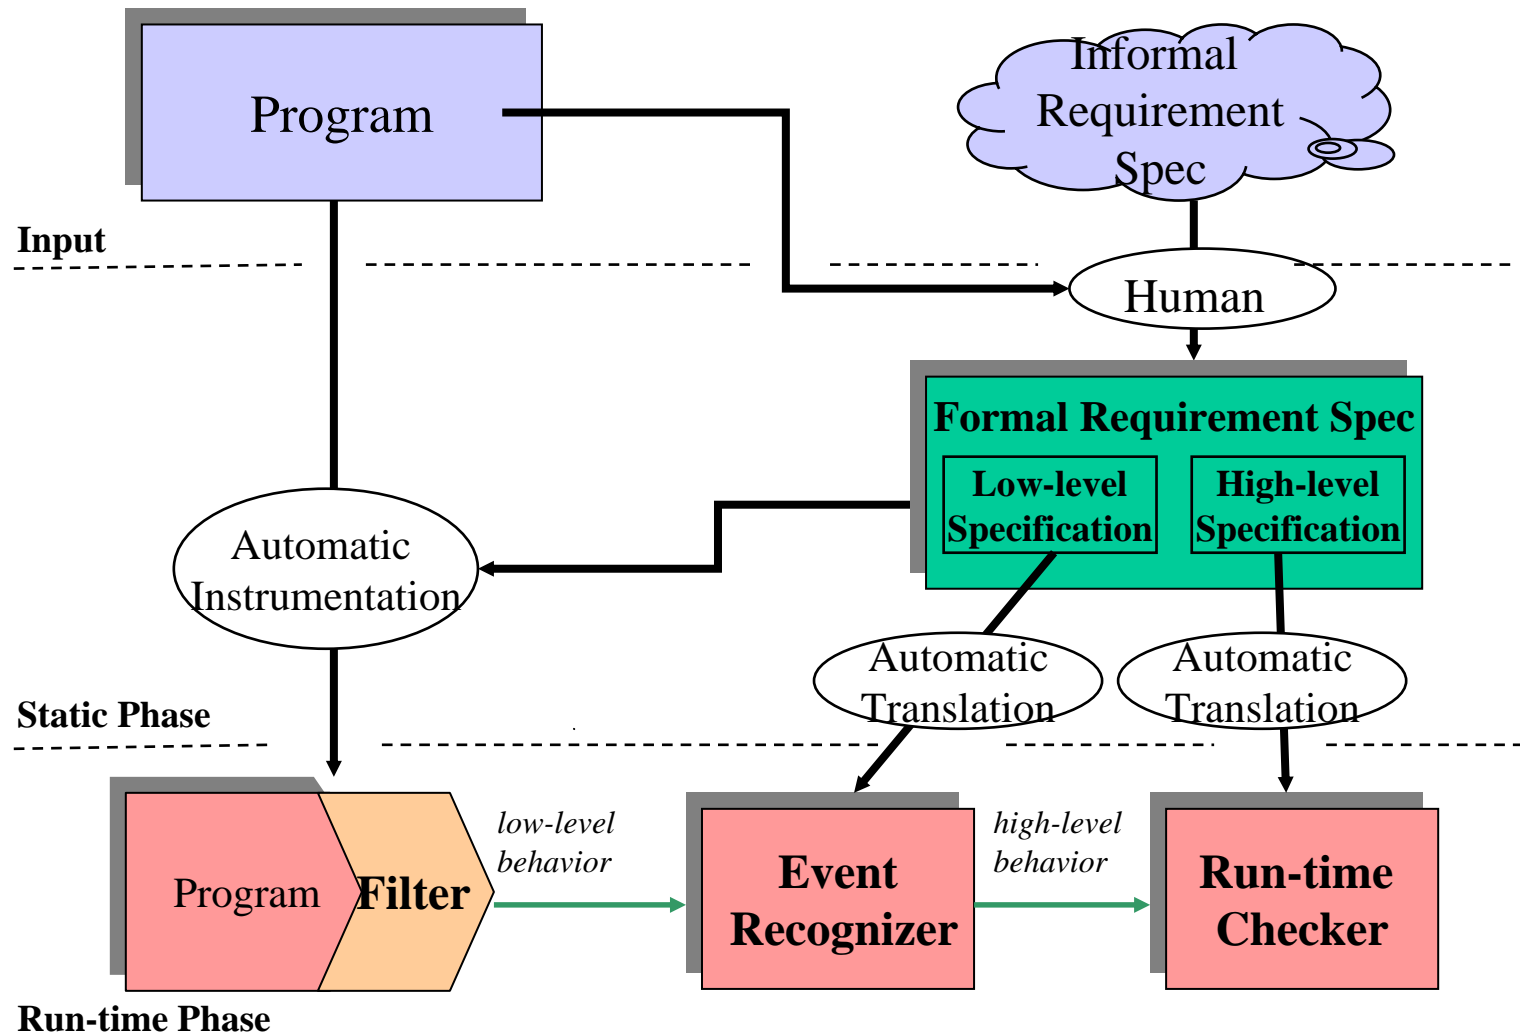 Program
Informal
Requirement
Spec
Input
Human
Formal Requirement Spec
Low-level
Specification
High-level
Specification
Automatic
Instrumentation
Automatic
Translation
Automatic
Translation
Static Phase
Program
Filter
low-level
behavior
Event
Recognizer
high-level
behavior
Run-time
Checker
Run-time Phase